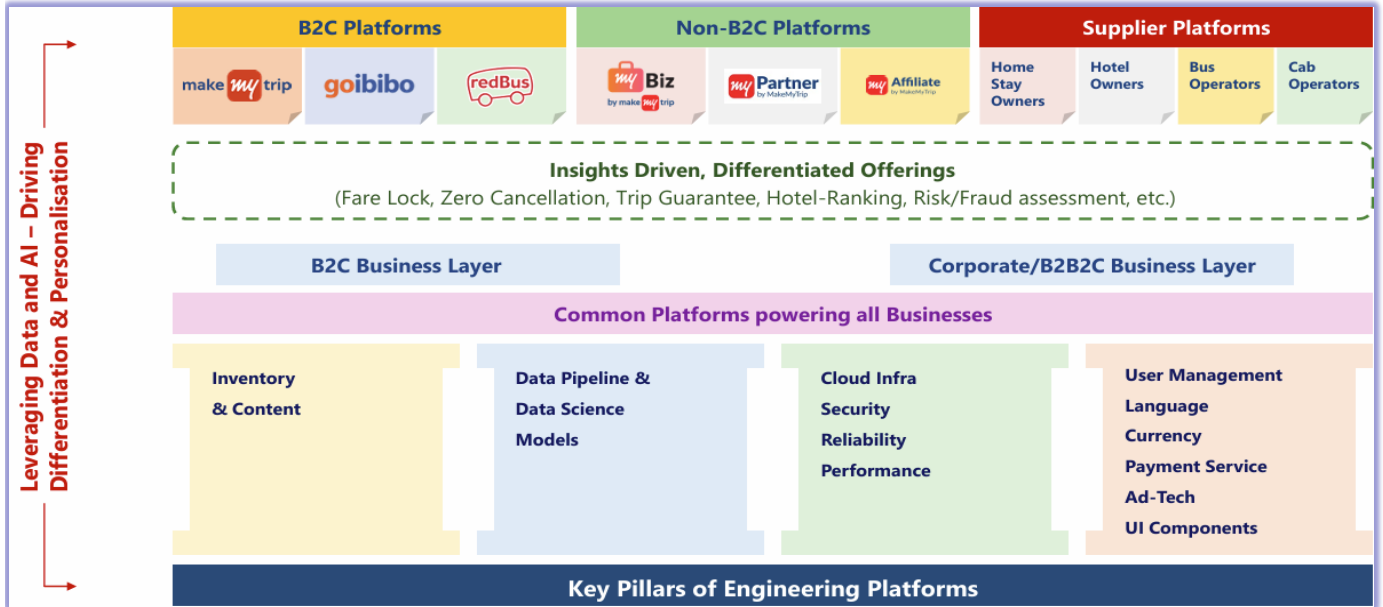 B2C Platforms
Non-B2C Platforms
Supplier Platforms
make my trip
goibibo
redBus
my Biz
by make my trip
my Partner
by MakeMyTrip
my Affiliate
by MakeMyTrip
Home
Stay
Owners
Hotel
Owners
Bus
Operators
Cab
Operators
Leveraging Data and AI – Driving
Differentiation & Personalisation
Insights Driven, Differentiated Offerings
(Fare Lock, Zero Cancellation, Trip Guarantee, Hotel-Ranking, Risk/Fraud assessment, etc.)
B2C Business Layer
Corporate/B2B2C Business Layer
Common Platforms powering all Businesses
Inventory
& Content
Data Pipeline &
Data Science
Models
Cloud Infra
Security
Reliability
Performance
User Management
Language
Currency
Payment Service
Ad-Tech
UI Components
Key Pillars of Engineering Platforms